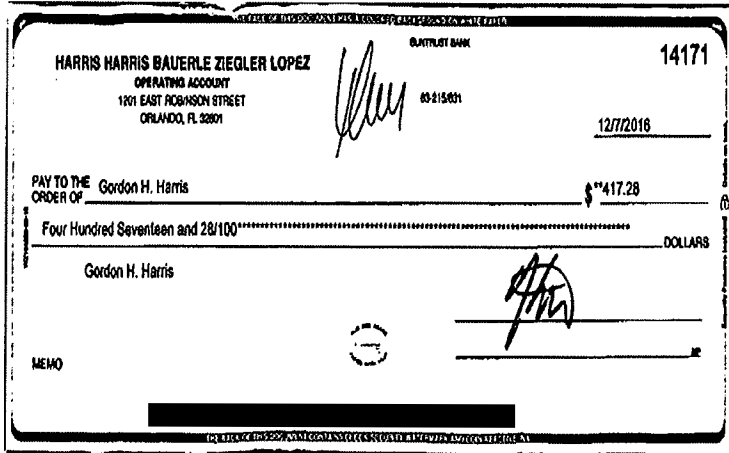 SUNTRUST BANK
14171
HARRIS HARRIS BAUERLE ZIEGLER LOPEZ
OPERATING ACCOUNT
1201 EAST ROBINSON STREET
ORLANDO, FL 32801
63-215/631
12/7/2016
PAY TO THE
ORDER OF Gordon H. Harris $ **417.28
Four Hundred Seventeen and 28/100**********
DOLLARS
Gordon H. Harris
MEMO